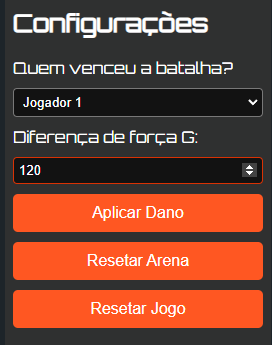 Configurações
Quem venceu a batalha?
Jogador 1
Diferença de força G:
120
Aplicar Dano
Resetar Arena
Resetar Jogo